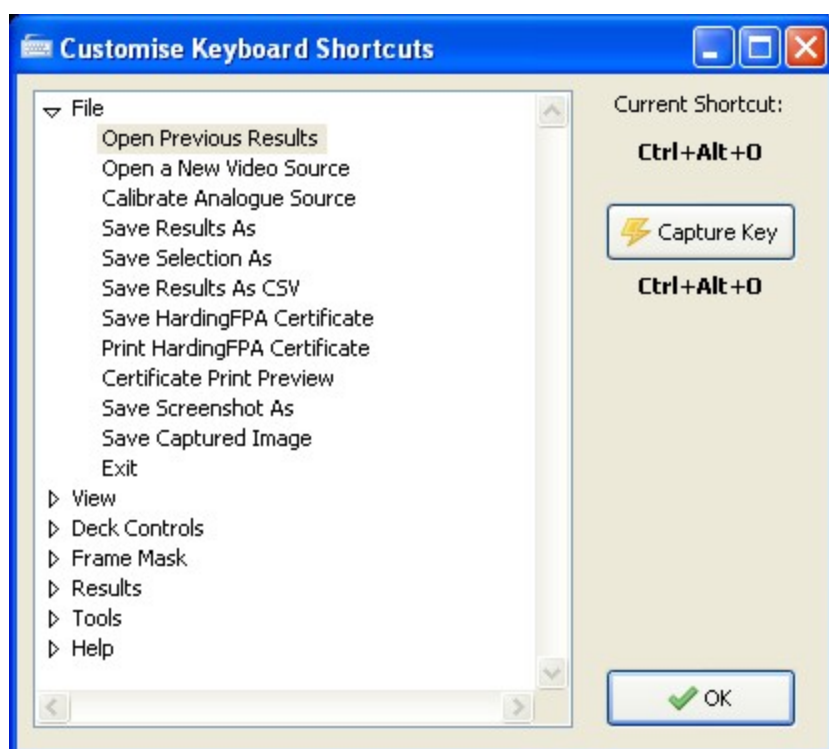 Customise Keyboard Shortcuts
File
Open Previous Results
Open a New Video Source
Calibrate Analogue Source
Save Results As
Save Selection As
Save Results As CSV
Save HardingFPA Certificate
Print HardingFPA Certificate
Certificate Print Preview
Save Screenshot As
Save Captured Image
Exit
View
Deck Controls
Frame Mask
Results
Tools
Help
Current Shortcut:
Ctrl+Alt+O
Capture Key
Ctrl+Alt+O
OK